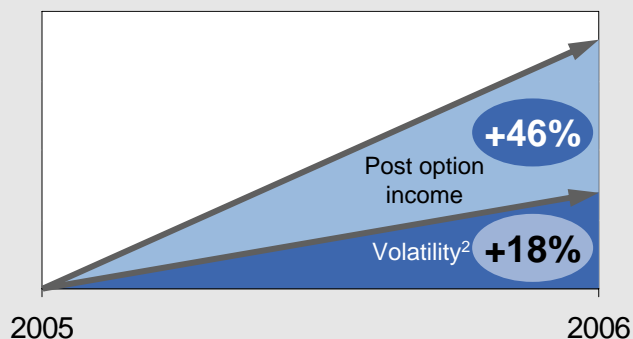 +46%
Post option
income
Volatility² +18%
2005 2006